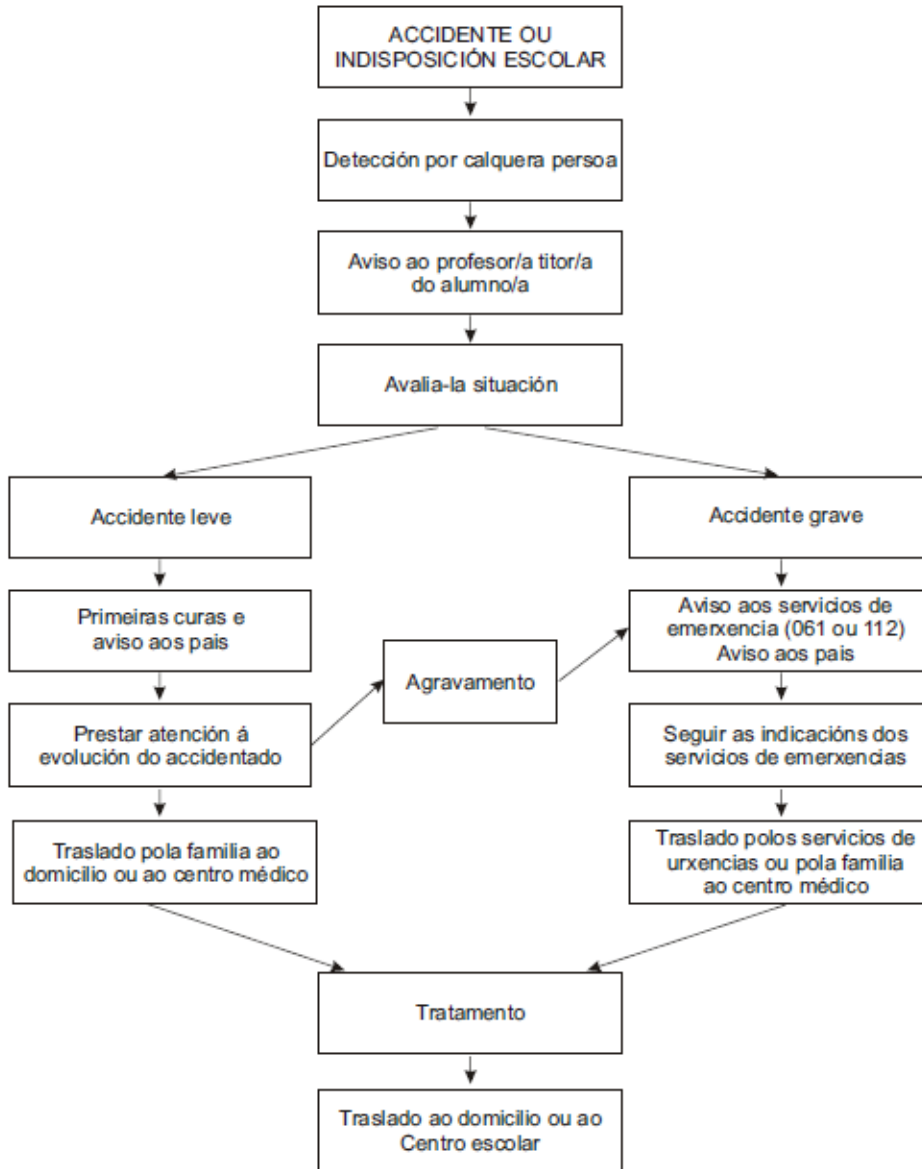 ACCIDENTE OU
INDISPOSICIÓN ESCOLAR
Detección por calquera persoa
Aviso ao profesor/a titor/a
do alumno/a
Avalia-la situación
Accidente leve
Accidente grave
Primeiras curas e
aviso aos pais
Aviso aos servicios de
emerxencia (061 ou 112)
Aviso aos pais
Agravamento
Prestar atención á
evolución do accidentado
Seguir as indicacións dos
servicios de emerxencias
Traslado pola familia ao
domicilio ou ao centro médico
Traslado polos servicios de
urxencias ou pola familia
ao centro médico
Tratamento
Traslado ao domicilio ou ao
Centro escolar